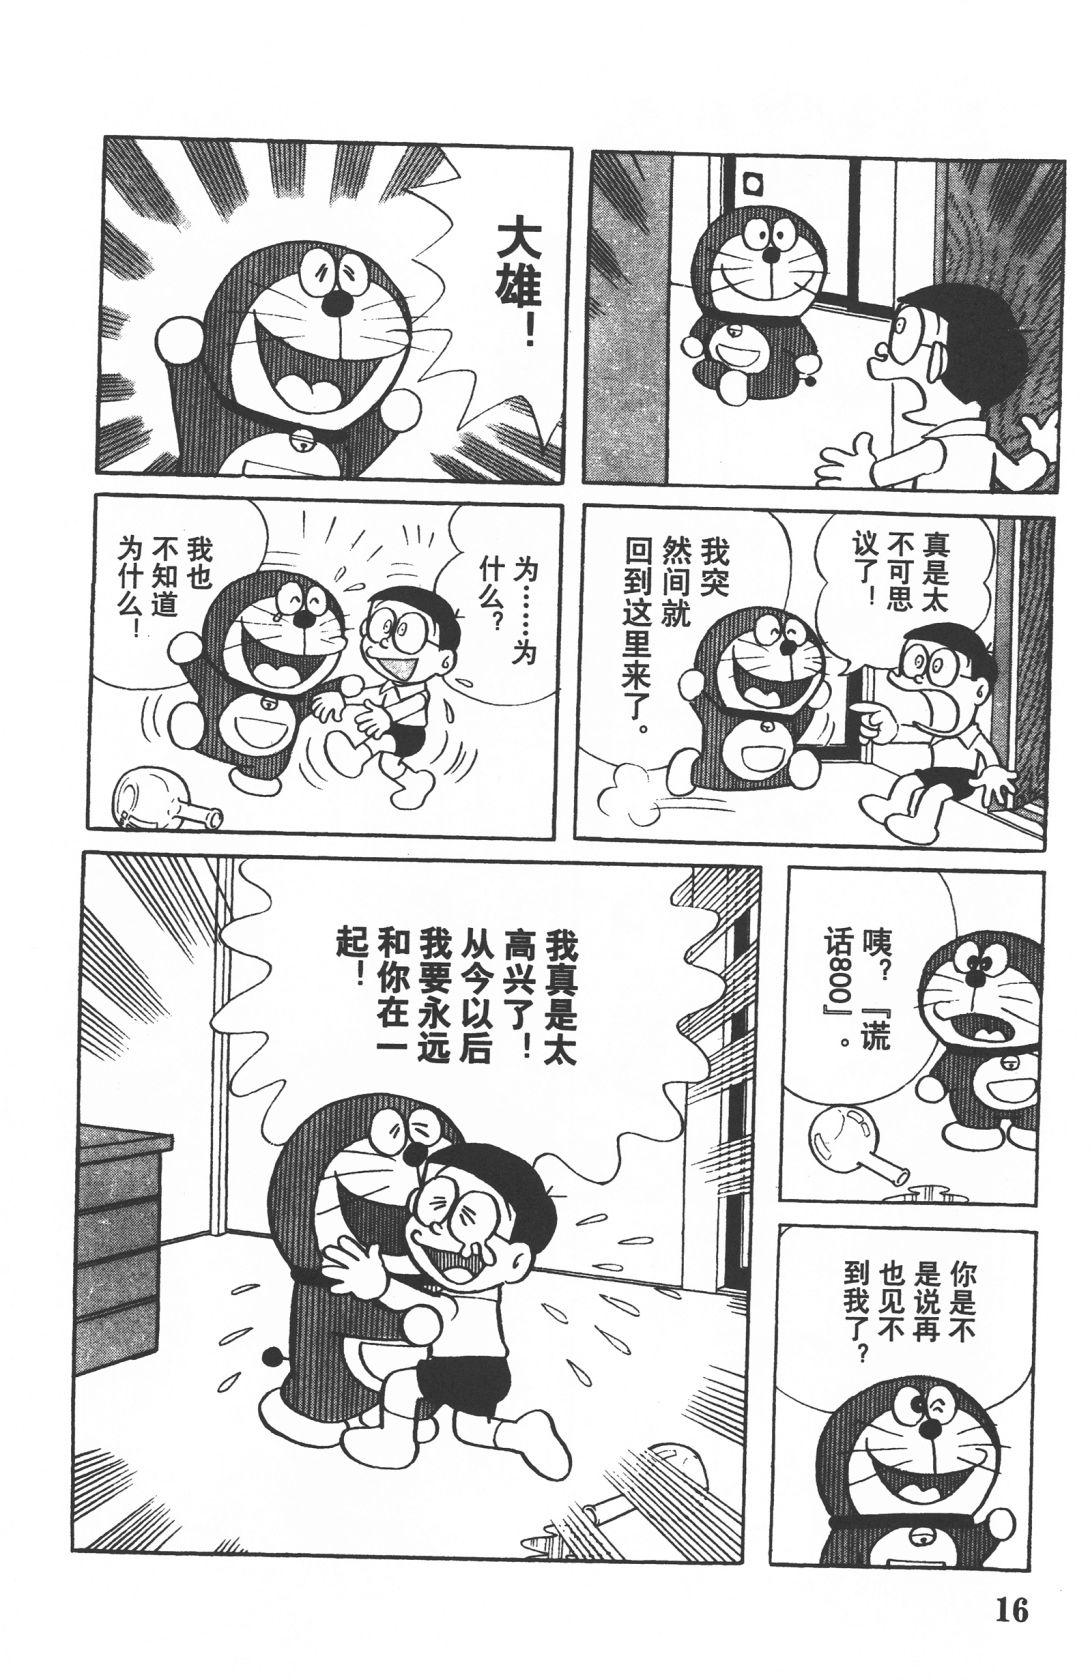 大雄！
真是太
不可思
议了！
我突
然间就
回到这
里来了。
为……为
什么？
我也
不知道
为什么！
咦？『谎
话800』。
你是不
是说再
也见不
到我了？
我真是太
高兴了！
从今以后
我要永远
和你在一
起！
16